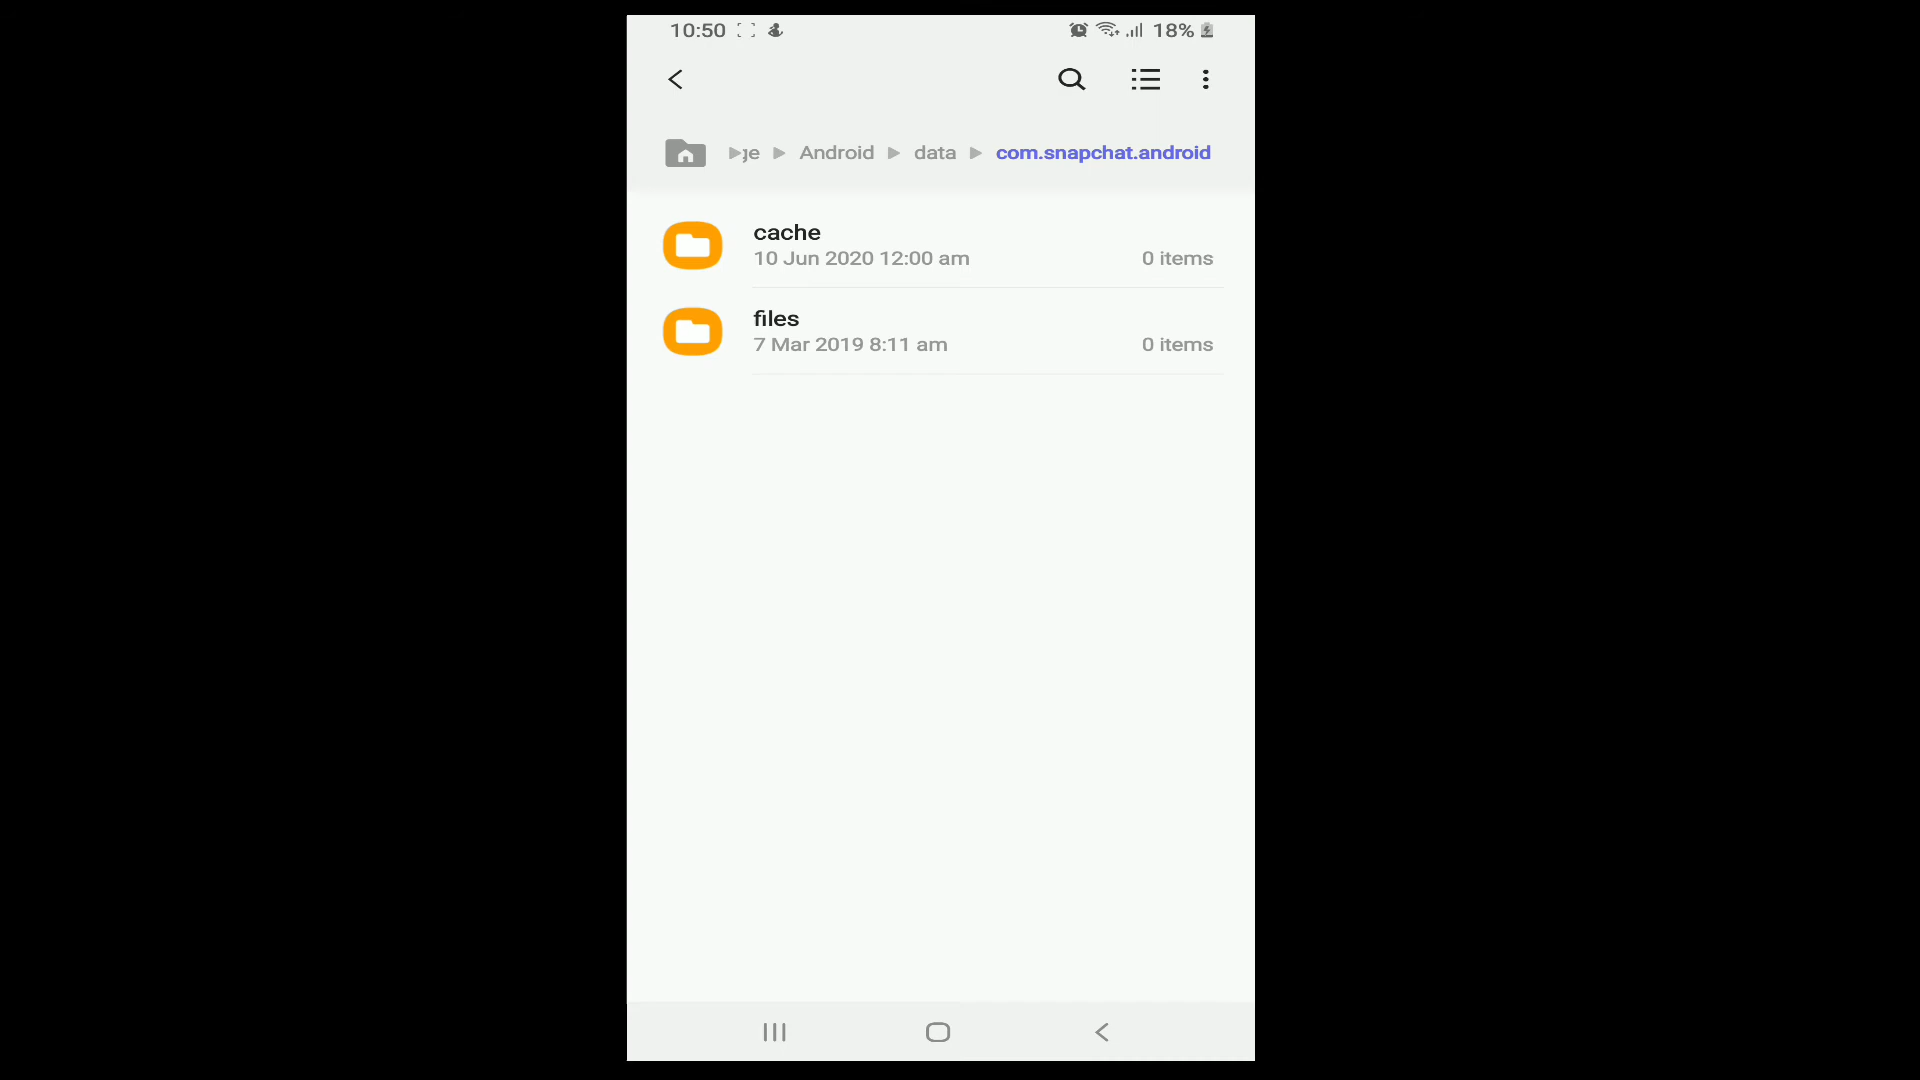 10:50 18%
Android data com.snapchat.android
cache
10 Jun 2020 12:00 am 0 items
files
7 Mar 2019 8:11 am 0 items